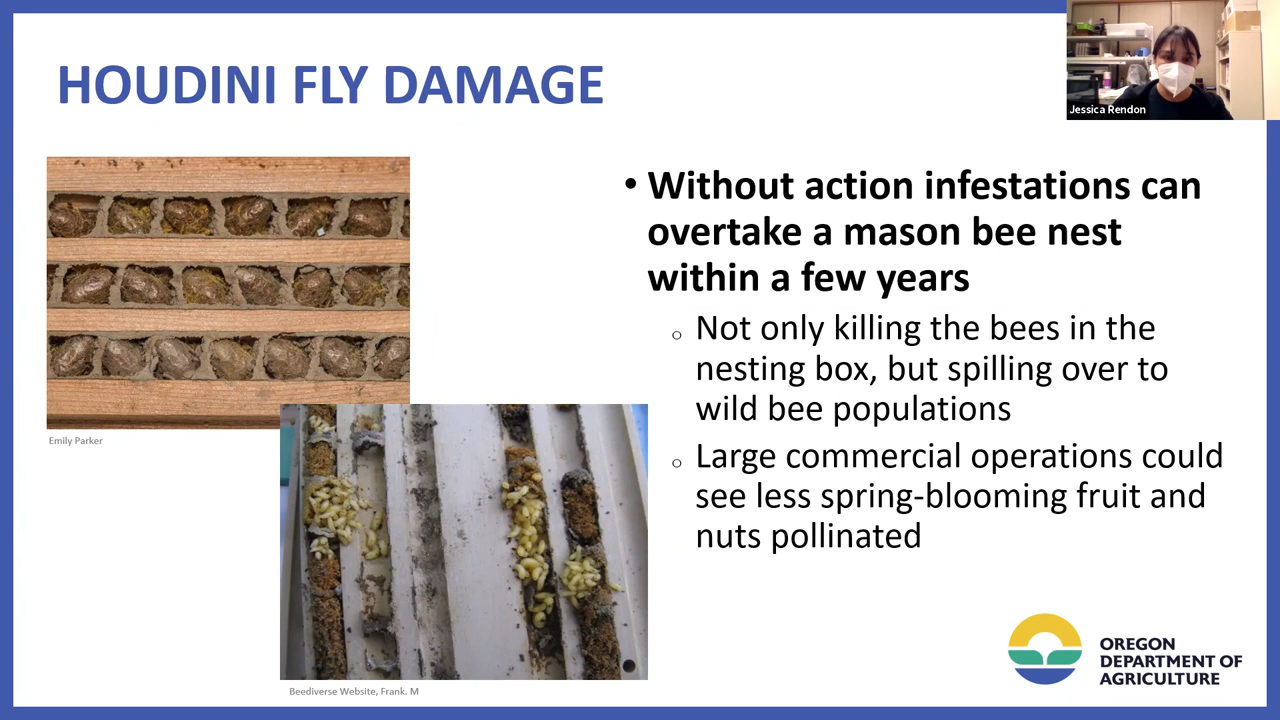 HOUDINI FLY DAMAGE
Jessica Rendon
• Without action infestations can
overtake a mason bee nest
within a few years
○ Not only killing the bees in the
nesting box, but spilling over to
wild bee populations
○ Large commercial operations could
see less spring-blooming fruit and
nuts pollinated
Emily Parker
Beediverse Website, Frank. M
OREGON
DEPARTMENT OF
AGRICULTURE